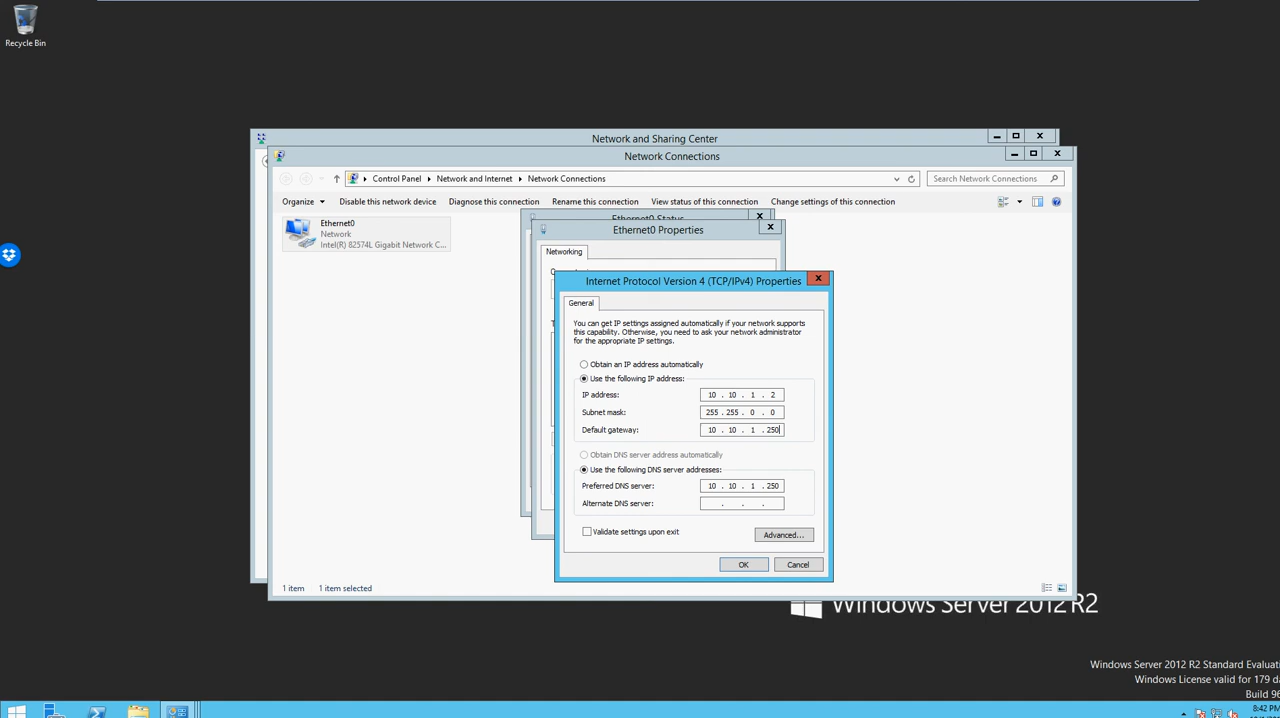 Recycle Bin
Network and Sharing Center
Network Connections
Control Panel
Network and Internet
Network Connections
Search Network Connections
Organize
Disable this network device
Diagnose this connection
Rename this connection
View status of this connection
Change settings of this connection
Ethernet0
Network
Intel(R) 82574L Gigabit Network C...
Ethernet0 Status
Ethernet0 Properties
Networking
Internet Protocol Version 4 (TCP/IPv4) Properties
General
You can get IP settings assigned automatically if your network supports
this capability. Otherwise, you need to ask your network administrator
for the appropriate IP settings.
Obtain an IP address automatically
Use the following IP address:
IP address: 10 . 10 . 1 . 2
Subnet mask: 255 . 255 . 0 . 0
Default gateway: 10 . 10 . 1 . 250
Obtain DNS server address automatically
Use the following DNS server addresses:
Preferred DNS server: 10 . 10 . 1 . 250
Alternate DNS server: . . .
Validate settings upon exit
Advanced...
OK
Cancel
1 item
1 item selected
Windows Server 2012 R2
Windows Server 2012 R2 Standard Evaluati
Windows License valid for 179 da
Build 96
8:42 PM